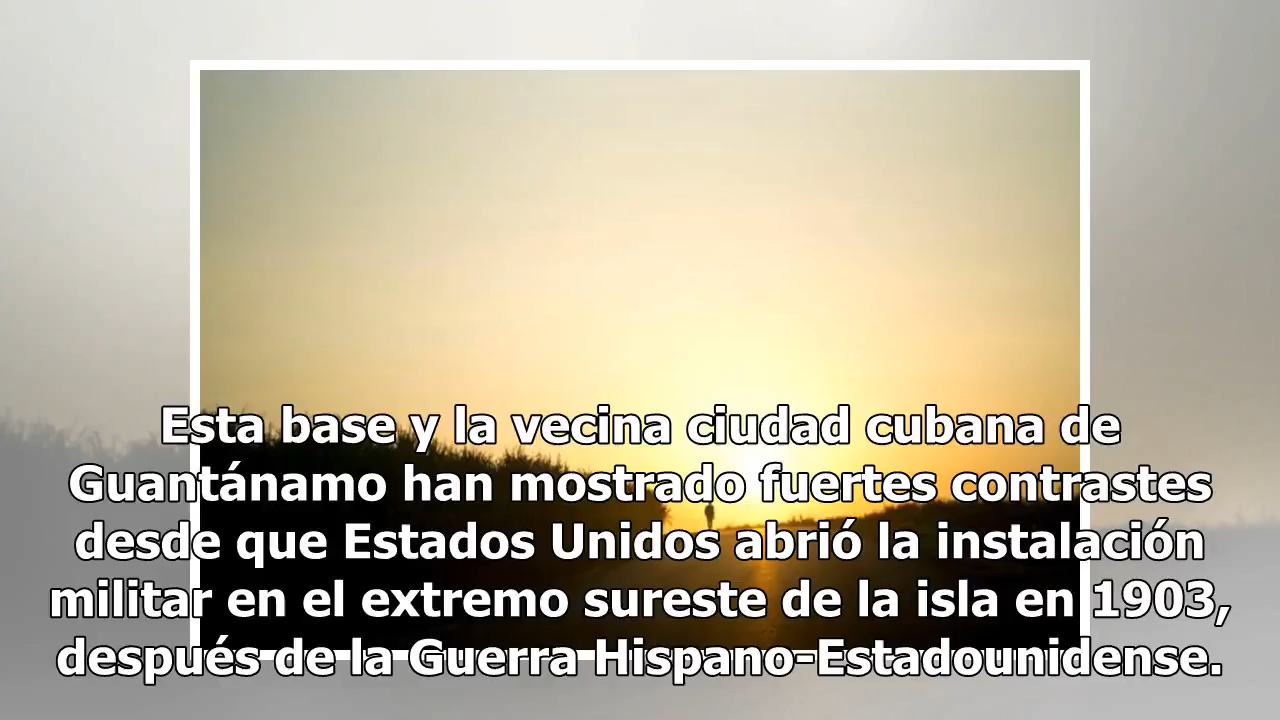 Esta base y la vecina ciudad cubana de
Guantánamo han mostrado fuertes contrastes
desde que Estados Unidos abrió la instalación
militar en el extremo sureste de la isla en 1903,
después de la Guerra Hispano-Estadounidense.